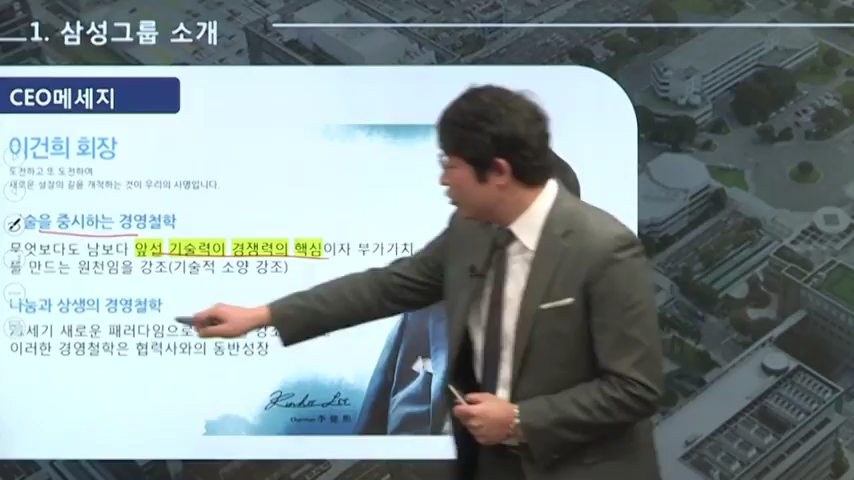 1. 삼성그룹 소개
CEO메세지
이건희 회장
도전하고 또 도전하여
새로운 성장의 길을 개척하는 것이 우리의 사명입니다.
술을 중시하는 경영철학
무엇보다도 남보다 앞선 기술력이 경쟁력의 핵심이자 부가가치
를 만드는 원천임을 강조(기술적 소양 강조)
나눔과 상생의 경영철학
세기 새로운 패러다임으로
이러한 경영철학은 협력사와의 동반성장
Kunhee Lee
Chairman 李健熙